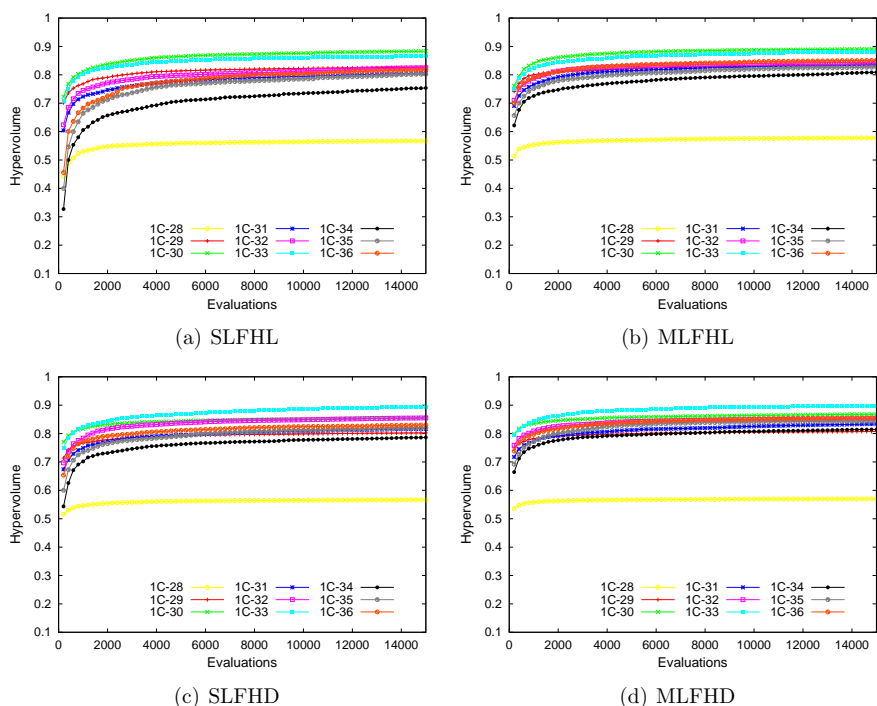 1
0.9
0.8
0.7
0.6
0.5
0.4
0.3
0.2
0.1
Hypervolume
1C-28 1C-31 1C-34
1C-29 1C-32 1C-35
1C-30 1C-33 1C-36
0 2000 4000 6000 8000 10000 12000 14000
Evaluations
(a) SLFHL
1
0.9
0.8
0.7
0.6
0.5
0.4
0.3
0.2
0.1
Hypervolume
1C-28 1C-31 1C-34
1C-29 1C-32 1C-35
1C-30 1C-33 1C-36
0 2000 4000 6000 8000 10000 12000 14000
Evaluations
(b) MLFHL
1
0.9
0.8
0.7
0.6
0.5
0.4
0.3
0.2
0.1
Hypervolume
1C-28 1C-31 1C-34
1C-29 1C-32 1C-35
1C-30 1C-33 1C-36
0 2000 4000 6000 8000 10000 12000 14000
Evaluations
(c) SLFHD
1
0.9
0.8
0.7
0.6
0.5
0.4
0.3
0.2
0.1
Hypervolume
1C-28 1C-31 1C-34
1C-29 1C-32 1C-35
1C-30 1C-33 1C-36
0 2000 4000 6000 8000 10000 12000 14000
Evaluations
(d) MLFHD